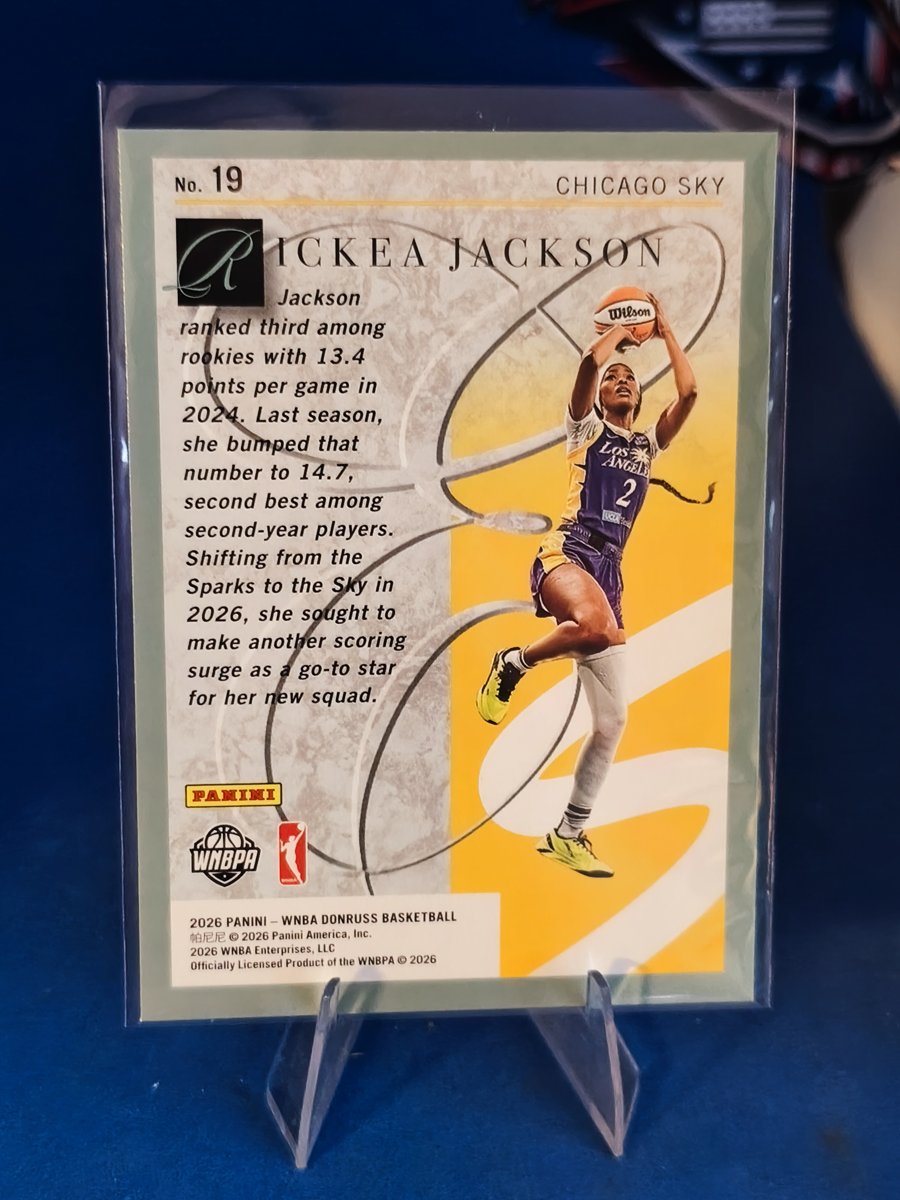 No. 19
CHICAGO SKY
RICKEA JACKSON
Jackson
ranked third among
rookies with 13.4
points per game in
2024. Last season,
she bumped that
number to 14.7,
second best among
second-year players.
Shifting from the
Sparks to the Sky in
2026, she sought to
make another scoring
surge as a go-to star
for her new squad.
Wilson
LOS
ANGELE
2
UCLA
PANINI
WNBPA
2026 PANINI – WNBA DONRUSS BASKETBALL
帕尼尼 © 2026 Panini America, Inc.
2026 WNBA Enterprises, LLC
Officially Licensed Product of the WNBPA © 2026